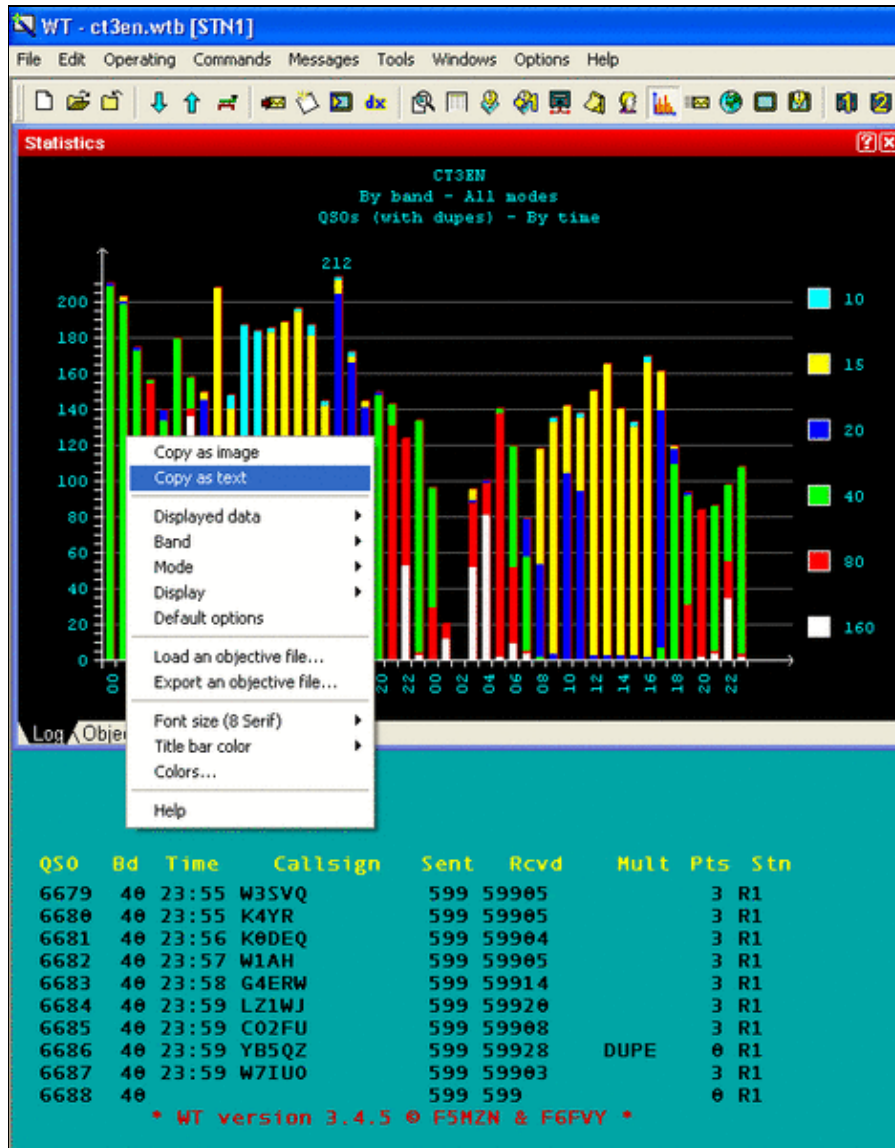 WT - ct3en.wtb [STN1]
File Edit Operating Commands Messages Tools Windows Options Help
dx
Statistics
CT3EN
By band - All modes
QSOs (with dupes) - By time
212
200
180
160
140
120
100
80
60
40
20
0
00 20 22 00 02 04 06 08 10 12 14 16 18 20 22
10
15
20
40
80
160
Copy as image
Copy as text
Displayed data
Band
Mode
Display
Default options
Load an objective file...
Export an objective file...
Font size (8 Serif)
Title bar color
Colors...
Help
Log Objec
QSO Bd Time Callsign Sent Rcvd Mult Pts Stn
6679 40 23:55 W3SVQ 599 59905 3 R1
6680 40 23:55 K4YR 599 59905 3 R1
6681 40 23:56 K0DEQ 599 59904 3 R1
6682 40 23:57 W1AH 599 59905 3 R1
6683 40 23:58 G4ERW 599 59914 3 R1
6684 40 23:59 LZ1WJ 599 59920 3 R1
6685 40 23:59 CO2FU 599 59908 3 R1
6686 40 23:59 YB5QZ 599 59928 DUPE 0 R1
6687 40 23:59 W7IUO 599 59903 3 R1
6688 40 599 599 0 R1
* WT version 3.4.5 © F5MZN & F6FVY *